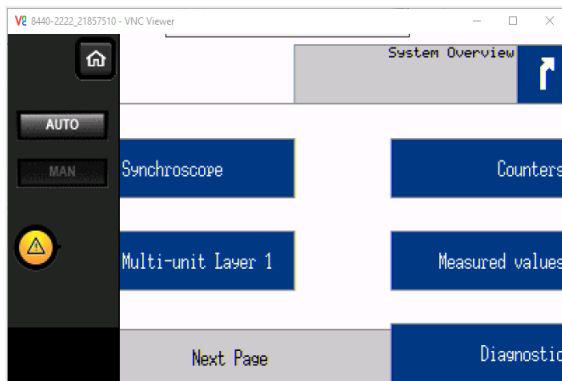 8440-2222_21857510 - VNC Viewer
System Overview
AUTO
MAN
Synchroscope
Counters
Multi-unit Layer 1
Measured values
Next Page
Diagnostic